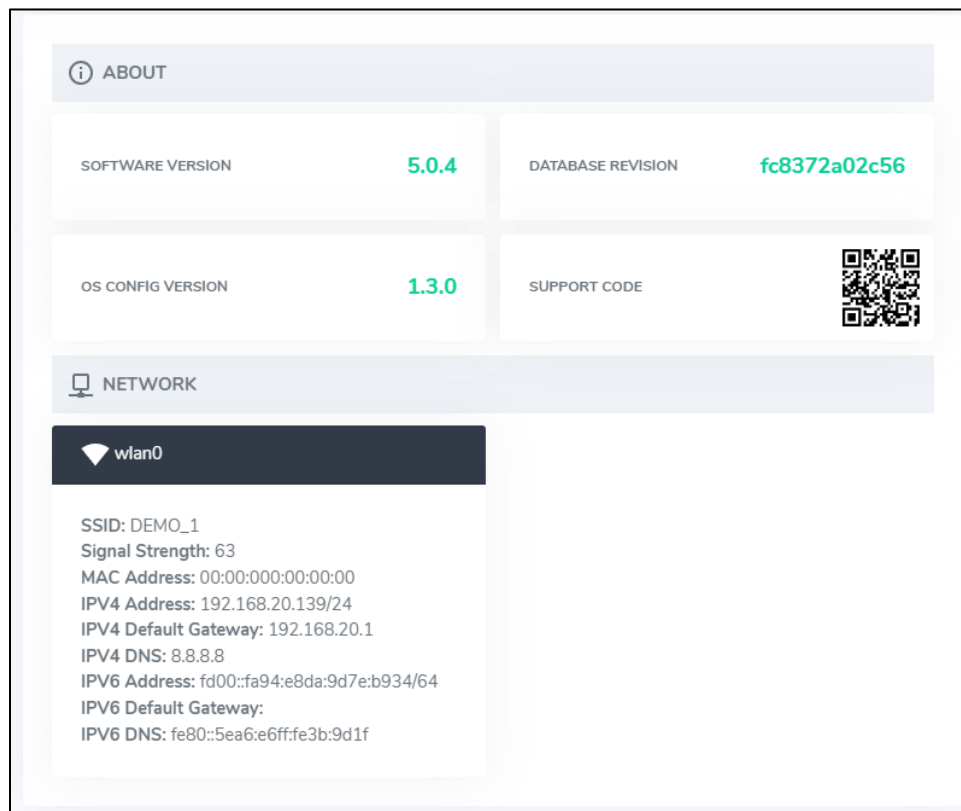 ABOUT
SOFTWARE VERSION 5.0.4
DATABASE REVISION fc8372a02c56
OS CONFIG VERSION 1.3.0
SUPPORT CODE
NETWORK
wlan0
SSID: DEMO_1
Signal Strength: 63
MAC Address: 00:00:000:00:00:00
IPV4 Address: 192.168.20.139/24
IPV4 Default Gateway: 192.168.20.1
IPV4 DNS: 8.8.8.8
IPV6 Address: fd00::fa94:e8da:9d7e:b934/64
IPV6 Default Gateway:
IPV6 DNS: fe80::5ea6:e6ff:fe3b:9d1f